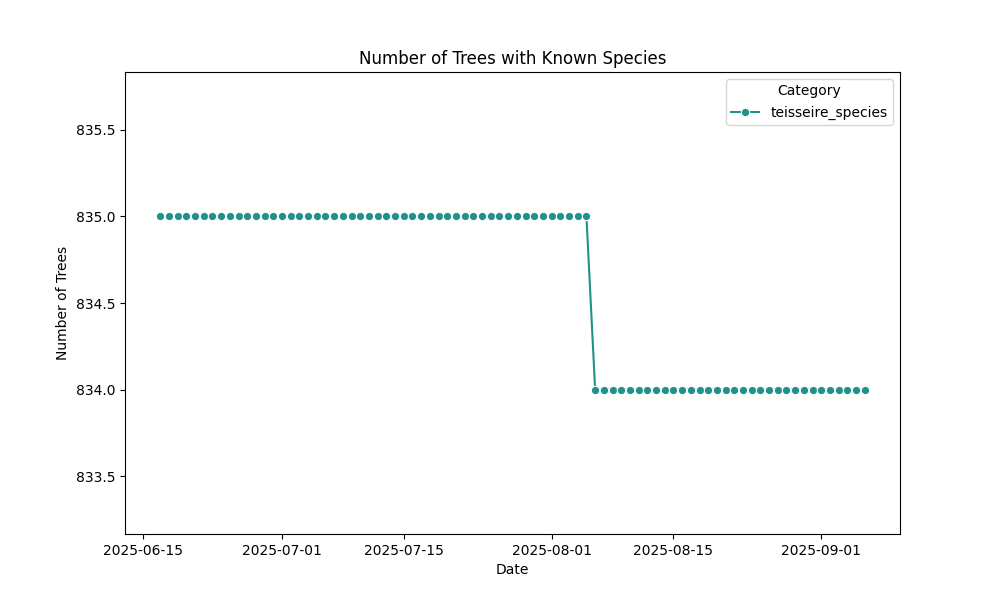 Number of Trees with Known Species
Category
teisseire_species
835.5
835.0
834.5
834.0
833.5
Number of Trees
2025-06-15
2025-07-01
2025-07-15
2025-08-01
2025-08-15
2025-09-01
Date